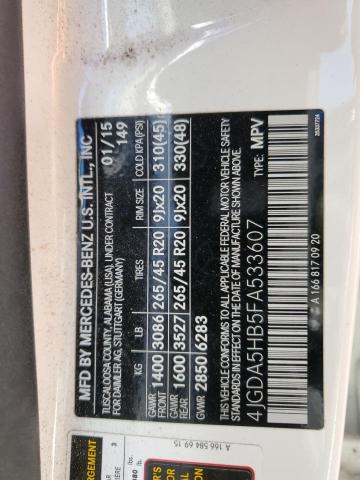 MFD BY MERCEDES-BENZ U.S. INTL., INC
TUSCALOOSA COUNTY, ALABAMA (USA), UNDER CONTRACT
FOR DAIMLER AG, STUTTGART (GERMANY)
01/15
149
KG LB TIRES RIM SIZE COLD KPA(PSI)
GAWR FRONT 1400 3086 265/45 R20 9Jx20 310(45)
GAWR REAR 1600 3527 265/45 R20 9Jx20 330(48)
GVWR 2850 6283
THIS VEHICLE CONFORMS TO ALL APPLICABLE FEDERAL MOTOR VEHICLE SAFETY
STANDARDS IN EFFECT ON THE DATE OF MANUFACTURE SHOWN ABOVE.
4JGDA5HB5FA533607 TYPE: MPV
A 166 817 09 20
A 166 584 69 15